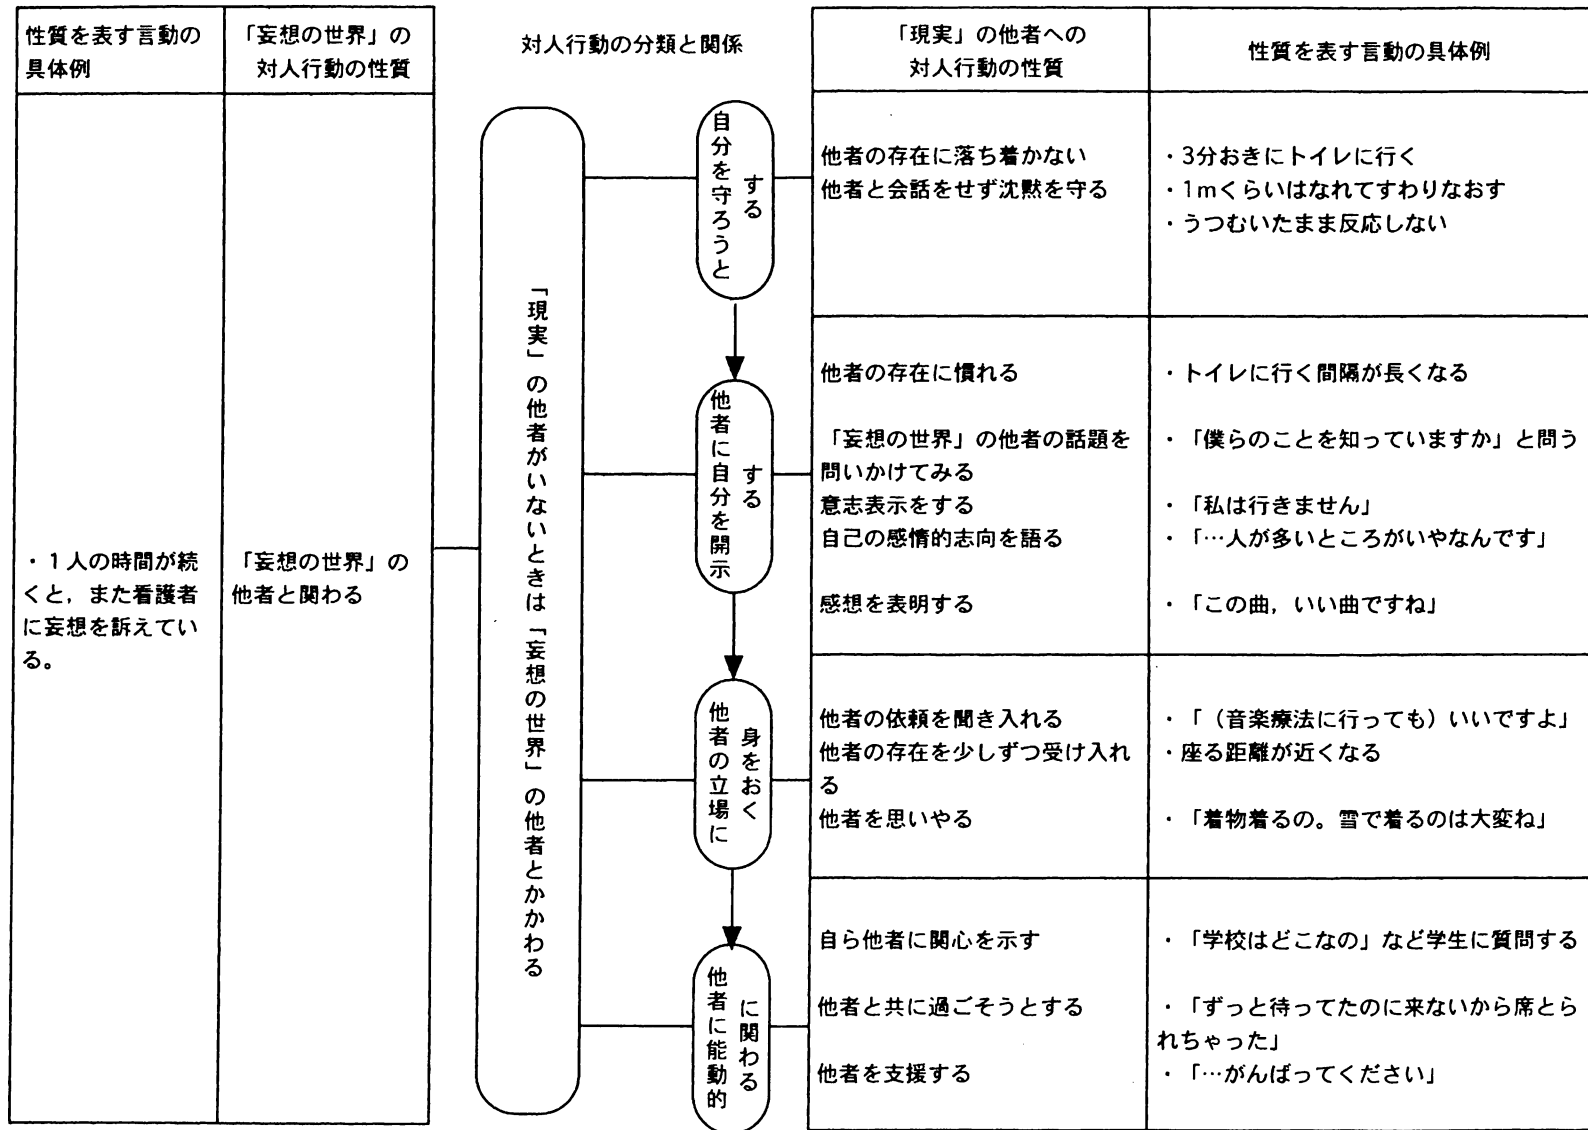 性質を表す言動の
具体例
「妄想の世界」の
対人行動の性質
対人行動の分類と関係
「現実」の他者への
対人行動の性質
性質を表す言動の具体例
・１人の時間が続
くと，また看護者
に妄想を訴えてい
る。
「妄想の世界」の
他者と関わる
「現実」の他者がいないときは「妄想の世界」の他者とかかわる
自分を守ろうと
する
他者の存在に落ち着かない
他者と会話をせず沈黙を守る
・3分おきにトイレに行く
・1mくらいはなれてすわりなおす
・うつむいたまま反応しない
他者に自分を開示
する
他者の存在に慣れる
「妄想の世界」の他者の話題を
問いかけてみる
意志表示をする
自己の感情的志向を語る
感想を表明する
・トイレに行く間隔が長くなる
・「僕らのことを知っていますか」と問う
・「私は行きません」
・「…人が多いところがいやなんです」
・「この曲，いい曲ですね」
他者の立場に
身をおく
他者の依頼を聞き入れる
他者の存在を少しずつ受け入れ
る
他者を思いやる
・「（音楽療法に行っても）いいですよ」
・座る距離が近くなる
・「着物着るの。雪で着るのは大変ね」
他者に能動的
に関わる
自ら他者に関心を示す
他者と共に過ごそうとする
他者を支援する
・「学校はどこなの」など学生に質問する
・「ずっと待ってたのに来ないから席とら
れちゃった」
・「…がんばってください」